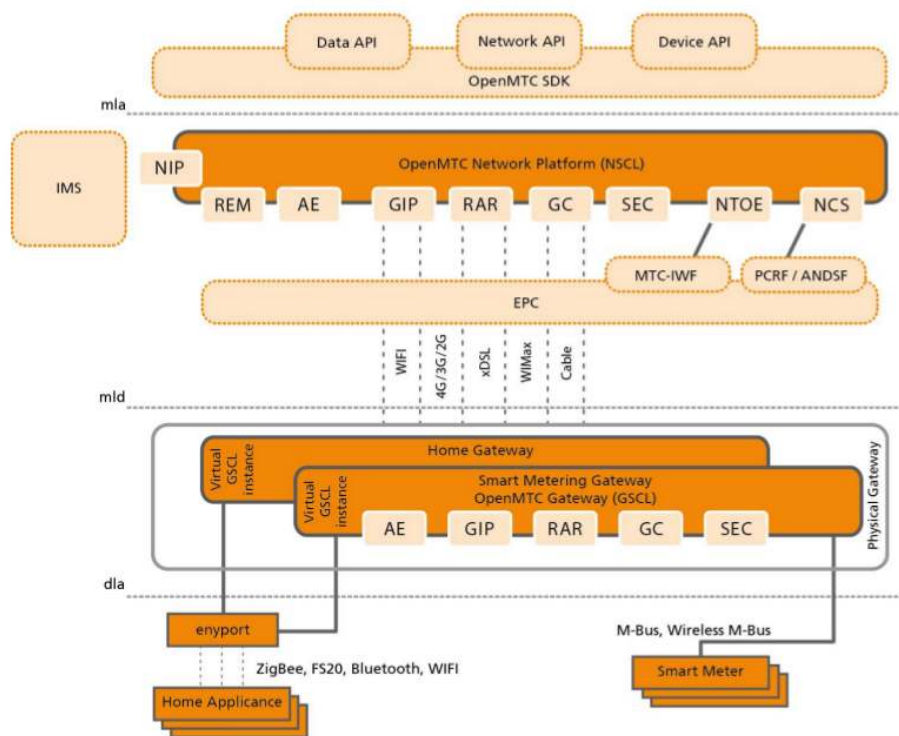 Data API
Network API
Device API
OpenMTC SDK
mla
IMS
NIP
OpenMTC Network Platform (NSCL)
REM
AE
GIP
RAR
GC
SEC
NTOE
NCS
MTC-IWF
PCRF / ANDSF
EPC
WIFI
4G/3G/2G
xDSL
WIMax
Cable
mld
Virtual
GSCL
instance
Home Gateway
Virtual
GSCL
instance
Smart Metering Gateway
OpenMTC Gateway (GSCL)
AE
GIP
RAR
GC
SEC
Physical Gateway
dla
enyport
M-Bus, Wireless M-Bus
ZigBee, FS20, Bluetooth, WIFI
Smart Meter
Home Applicance